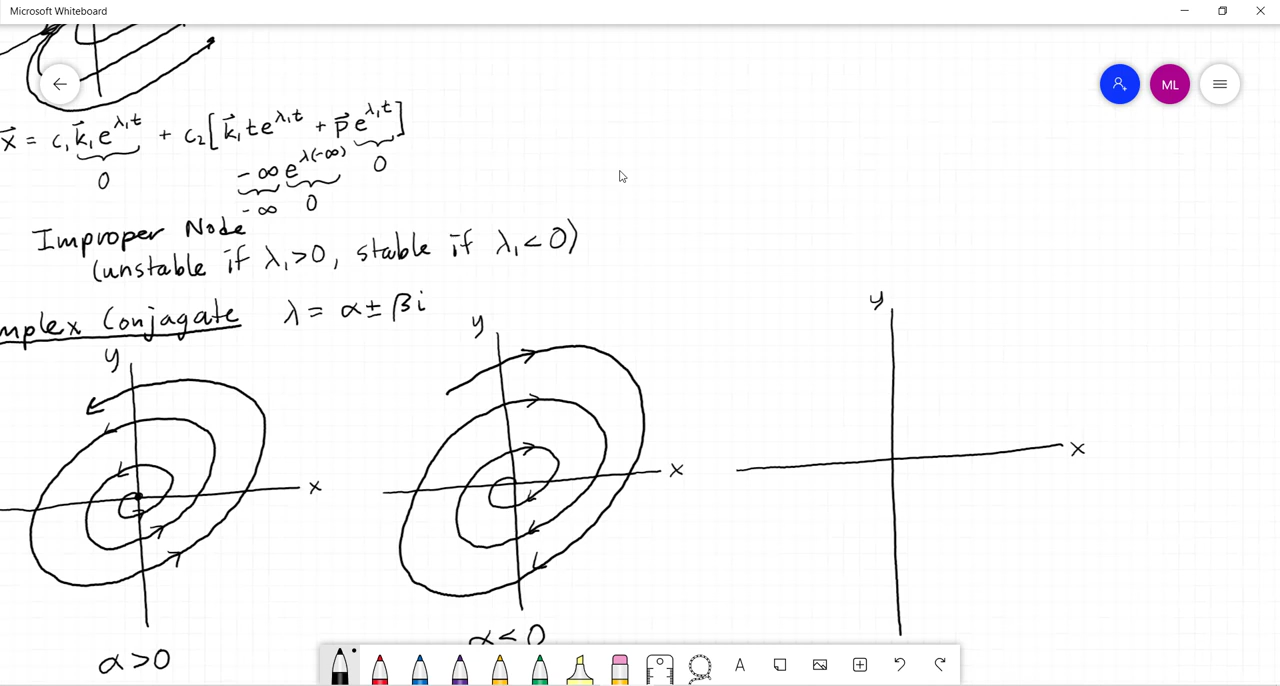 Microsoft Whiteboard
ML
x⃗ = c₁k⃗₁e^{λ₁t} + c₂[k⃗₁te^{λ₁t} + p⃗e^{λ₁t}]
-∞e^{λ(-∞)} 0
0
-∞ 0
Improper Node
(unstable if λ₁>0, stable if λ₁<0)
mplex Conjagate λ = α ± βi
y
y
y
x
x
x
α<0
α>0
A